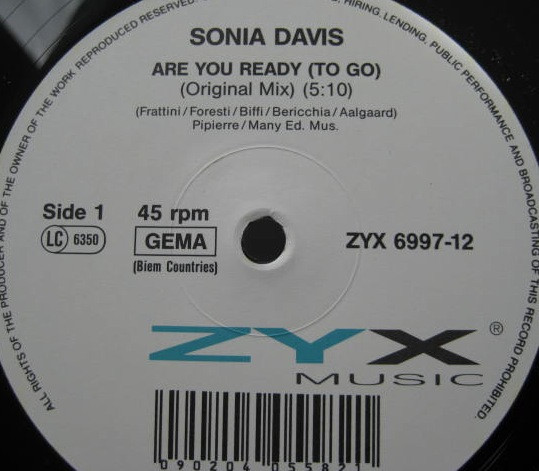 ALL RIGHTS OF THE PRODUCER AND OF THE OWNER OF THE WORK REPRODUCED RESERVED. HIRING. LENDING. PUBLIC PERFORMANCE AND BROADCASTING OF THIS RECORD PROHIBITED
SONIA DAVIS
ARE YOU READY (TO GO)
(Original Mix) (5:10)
(Frattini/Foresti/Biffi/Bericchia/Aalgaard)
Pipierre/Many Ed. Mus.
Side 1 45 rpm
LC 6350 GEMA ZYX 6997-12
(Biem Countries)
ZYX ®
MUSIC
090204 055821